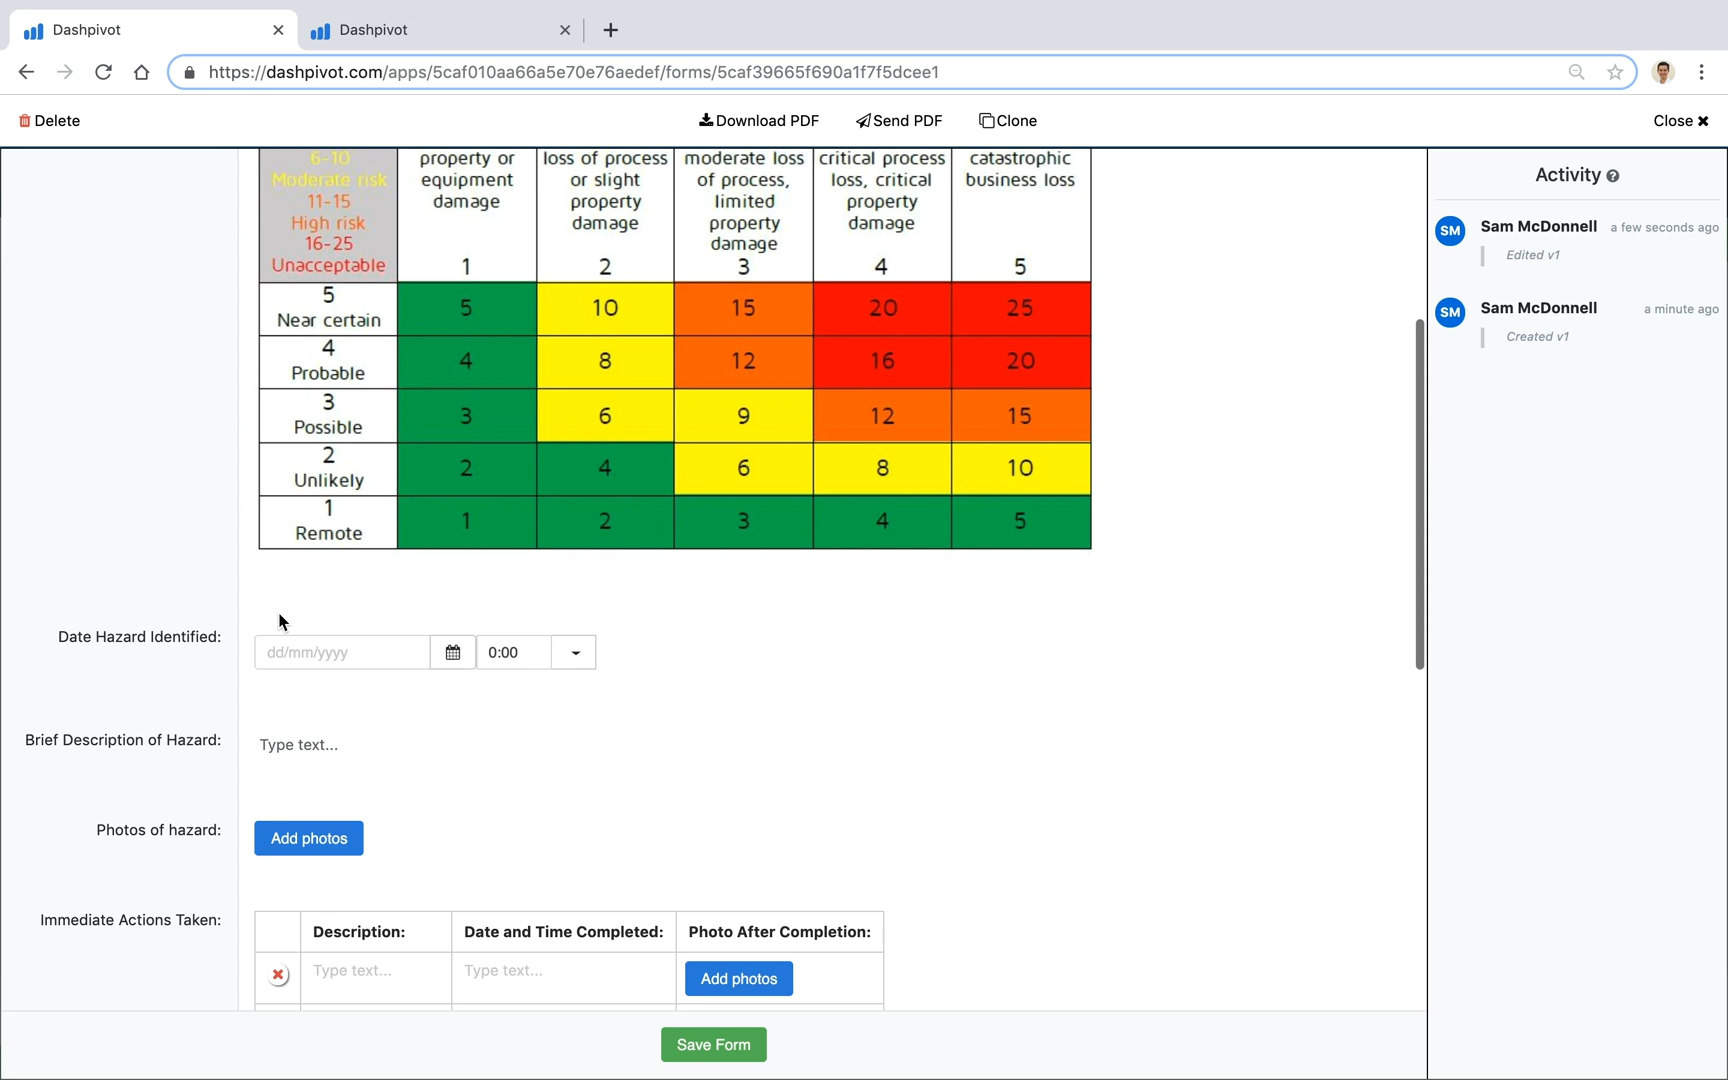 Dashpivot
Dashpivot
https://dashpivot.com/apps/5caf010aa66a5e70e76aedef/forms/5caf39665f690a1f7f5dcee1
Delete
Download PDF
Send PDF
Clone
Close
6-10
Moderate risk
11-15
High risk
16-25
Unacceptable
property or
equipment
damage
1
loss of process
or slight
property
damage
2
moderate loss
of process,
limited
property
damage
3
critical process
loss, critical
property
damage
4
catastrophic
business loss
5
5
Near certain
5 10 15 20 25
4
Probable
4 8 12 16 20
3
Possible
3 6 9 12 15
2
Unlikely
2 4 6 8 10
1
Remote
1 2 3 4 5
Date Hazard Identified:
dd/mm/yyyy
0:00
Brief Description of Hazard:
Type text...
Photos of hazard:
Add photos
Immediate Actions Taken:
Description: Date and Time Completed: Photo After Completion:
Type text... Type text... Add photos
Save Form
Activity
SM Sam McDonnell a few seconds ago
Edited v1
SM Sam McDonnell a minute ago
Created v1